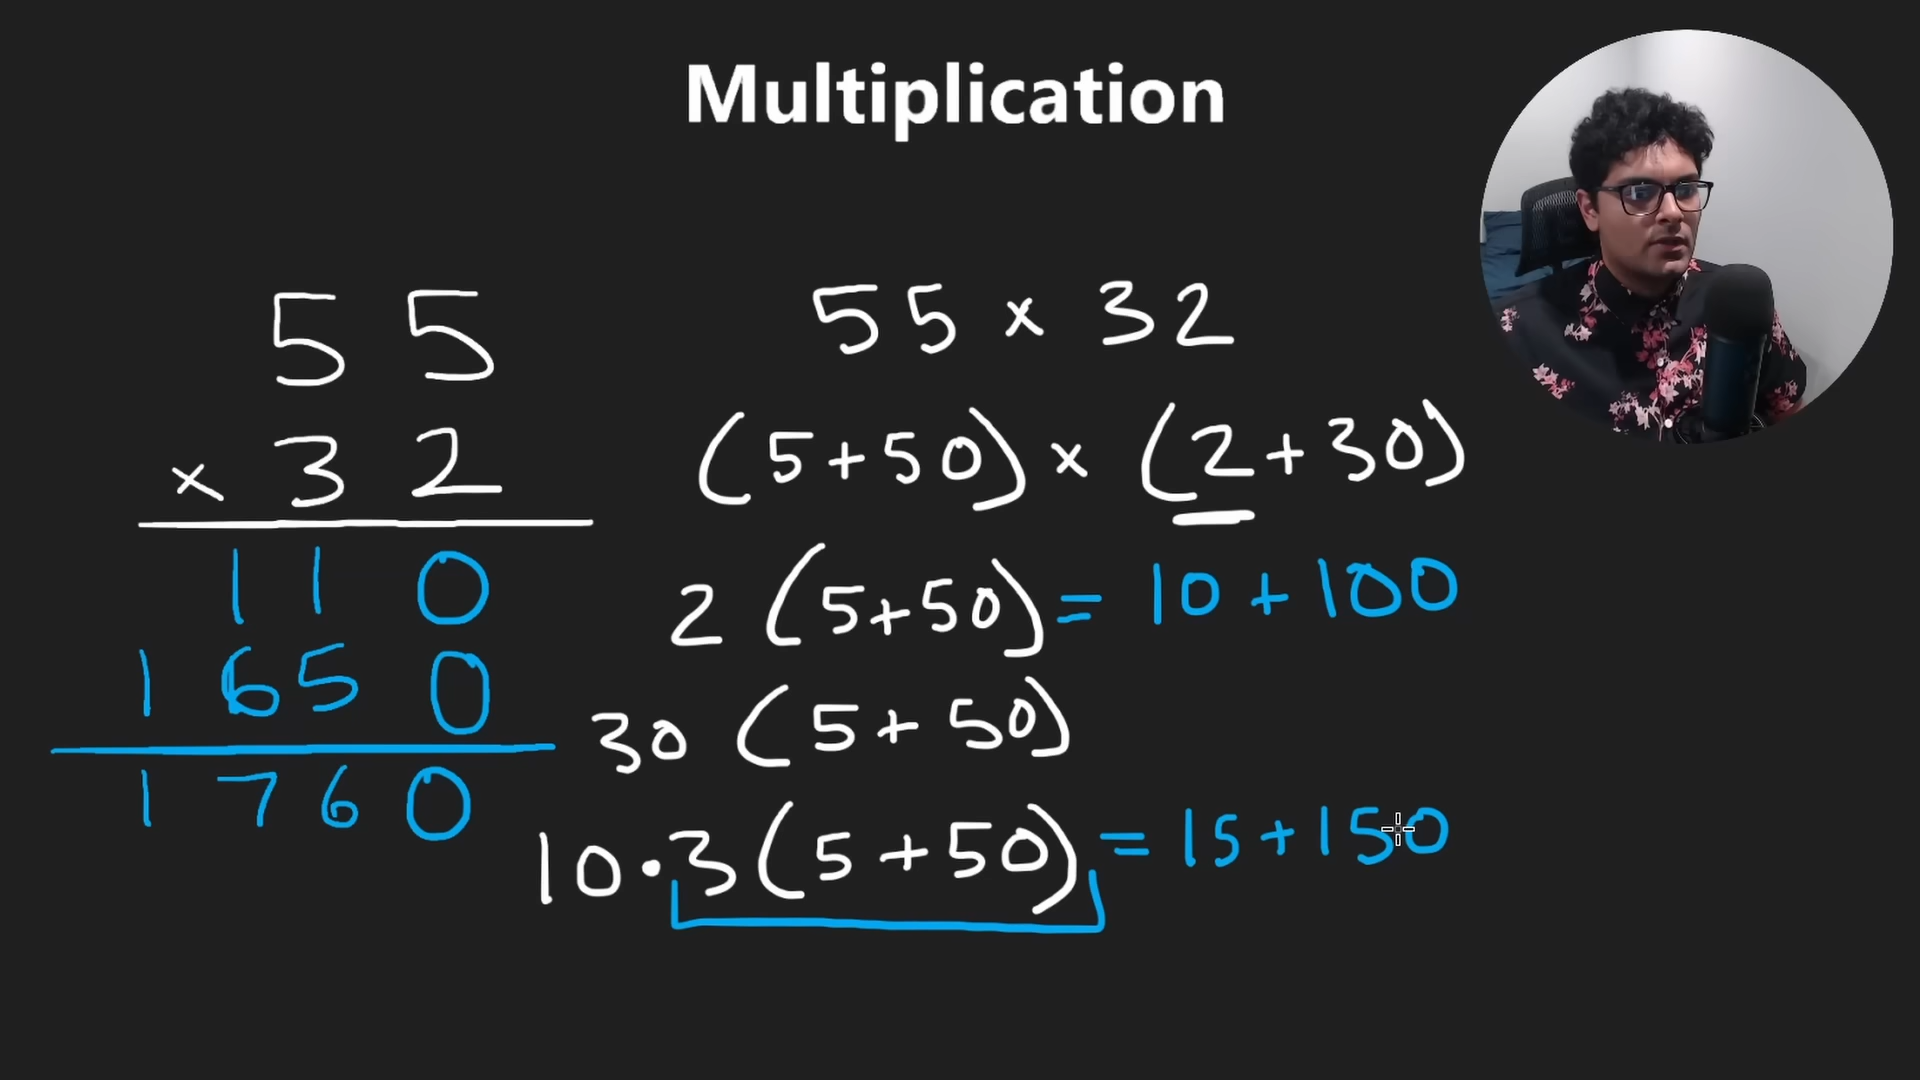 Multiplication
55
× 32
110
1650
1760
55 × 32
(5+50) × (2+30)
2 (5+50) = 10 + 100
30 (5+50)
10·3(5+50) = 15+150